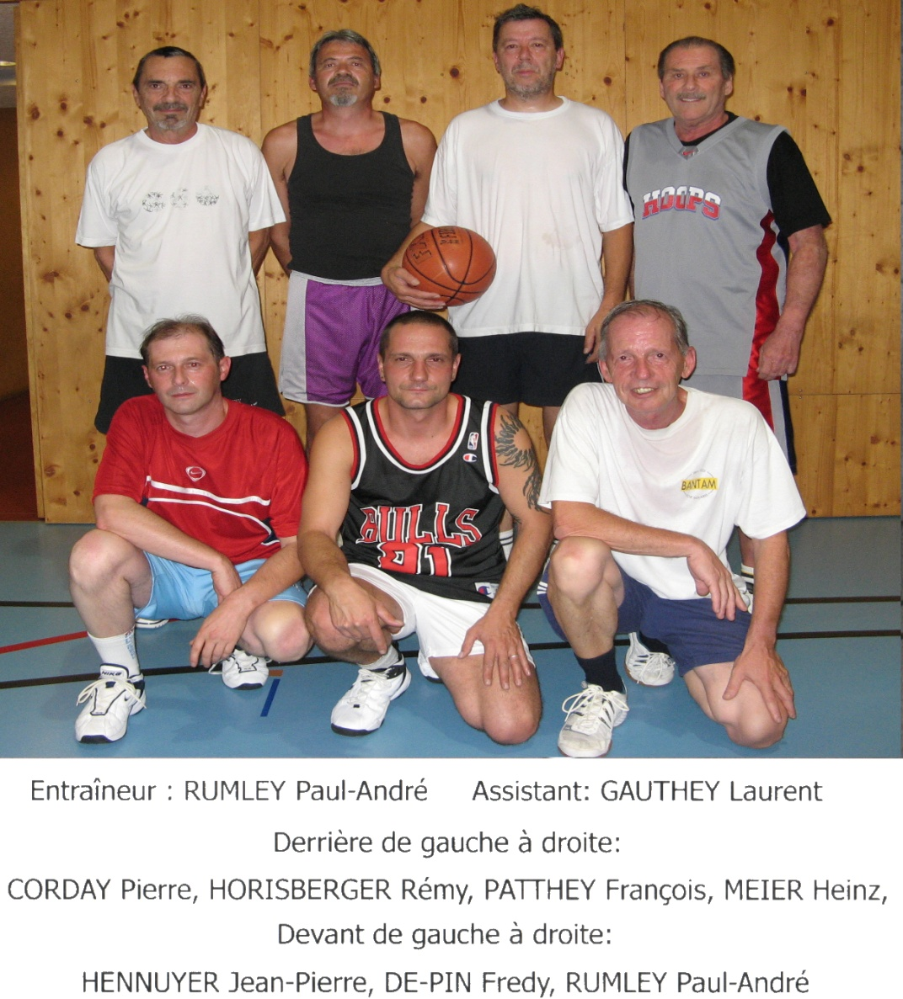 HOOPS
BANTAM
BULLS
91
NIKE
Entraîneur : RUMLEY Paul-André Assistant: GAUTHEY Laurent
Derrière de gauche à droite:
CORDAY Pierre, HORISBERGER Rémy, PATTHEY François, MEIER Heinz,
Devant de gauche à droite:
HENNUYER Jean-Pierre, DE-PIN Fredy, RUMLEY Paul-André